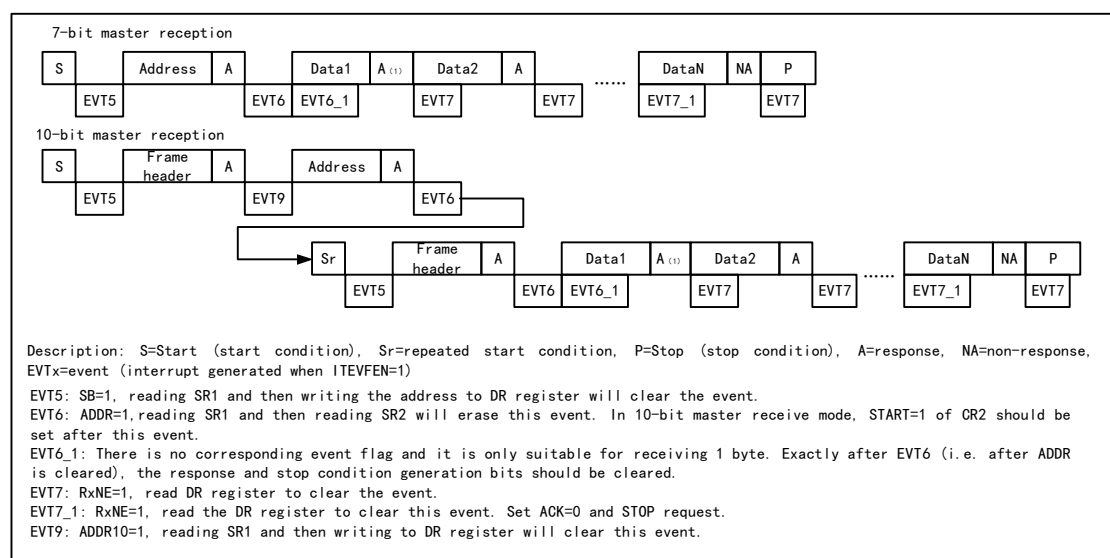 7-bit master reception
S Address A Data1 A (1) Data2 A DataN NA P
EVT5 EVT6 EVT6_1 EVT7 EVT7 ...... EVT7_1 EVT7
10-bit master reception
S Frame header A Address A
EVT5 EVT9 EVT6
Sr Frame header A Data1 A (1) Data2 A DataN NA P
EVT5 EVT6 EVT6_1 EVT7 EVT7 ...... EVT7_1 EVT7
Description: S=Start (start condition), Sr=repeated start condition, P=Stop (stop condition), A=response, NA=non-response,
EVTx=event (interrupt generated when ITEVFEN=1)
EVT5: SB=1, reading SR1 and then writing the address to DR register will clear the event.
EVT6: ADDR=1,reading SR1 and then reading SR2 will erase this event. In 10-bit master receive mode, START=1 of CR2 should be
set after this event.
EVT6_1: There is no corresponding event flag and it is only suitable for receiving 1 byte. Exactly after EVT6 (i.e. after ADDR
is cleared), the response and stop condition generation bits should be cleared.
EVT7: RxNE=1, read DR register to clear the event.
EVT7_1: RxNE=1, read the DR register to clear this event. Set ACK=0 and STOP request.
EVT9: ADDR10=1, reading SR1 and then writing to DR register will clear this event.